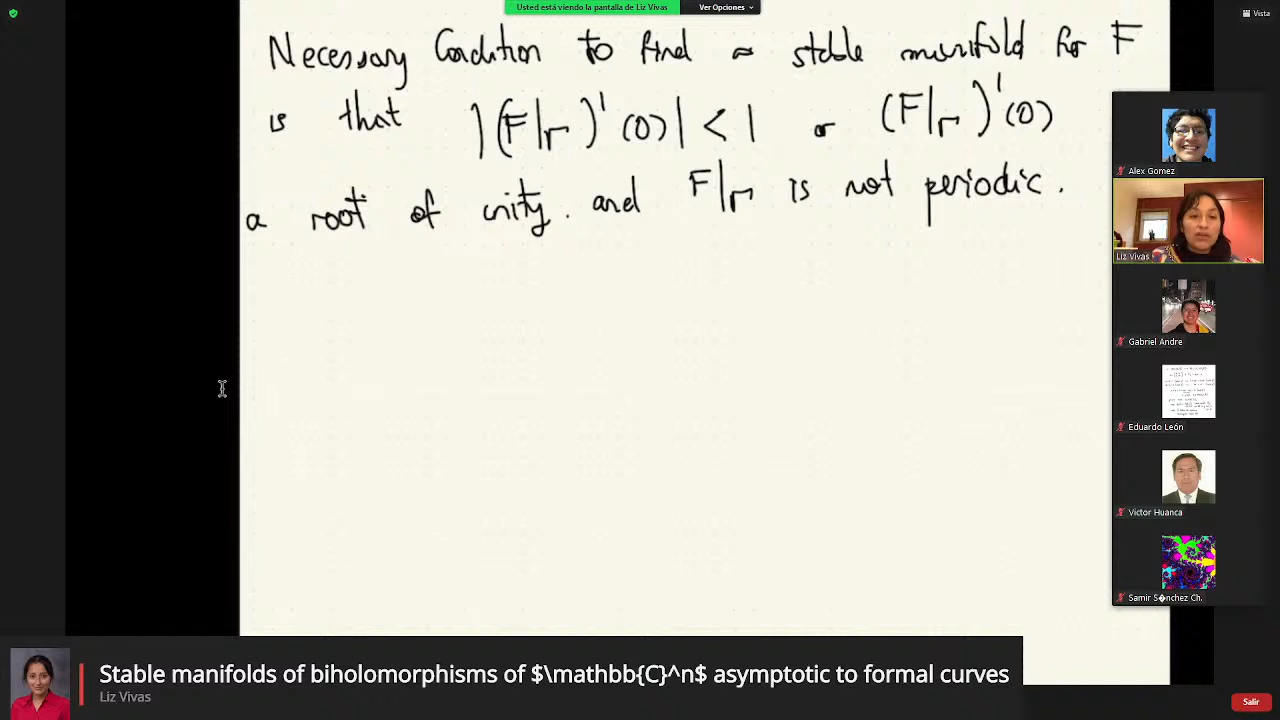 Usted está viendo la pantalla de Liz Vivas
Ver Opciones
Vista
Necessary Condition to find a stable manifold for F
is that |(F|Γ)'(0)| < 1 or (F|Γ)'(0)
a root of unity. and F|Γ is not periodic.
Alex Gomez
Liz Vivas
Gabriel Andre
Eduardo León
Victor Huanca
Samir S�nchez Ch.
Stable manifolds of biholomorphisms of $\mathbb{C}^n$ asymptotic to formal curves
Liz Vivas
Salir